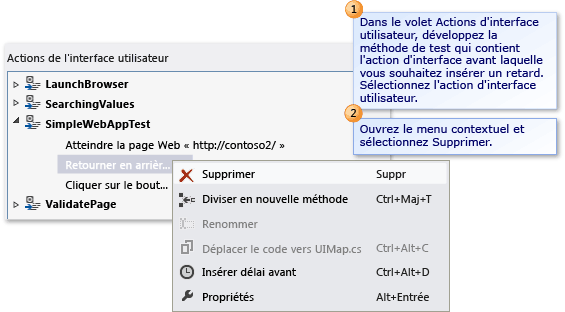 1
Dans le volet Actions d'interface
utilisateur, développez la
méthode de test qui contient
l'action d'interface avant laquelle
vous souhaitez insérer un retard.
Sélectionnez l'action d'interface
utilisateur.
2
Ouvrez le menu contextuel et
sélectionnez Supprimer.
Actions de l'interface utilisateur
LaunchBrowser
SearchingValues
SimpleWebAppTest
Atteindre la page Web « http://contoso2/ »
Retourner en arrièr...
Cliquer sur le bout...
ValidatePage
Supprimer Suppr
Diviser en nouvelle méthode Ctrl+Maj+T
Renommer
Déplacer le code vers UIMap.cs Ctrl+Alt+C
Insérer délai avant Ctrl+Alt+D
Propriétés Alt+Entrée